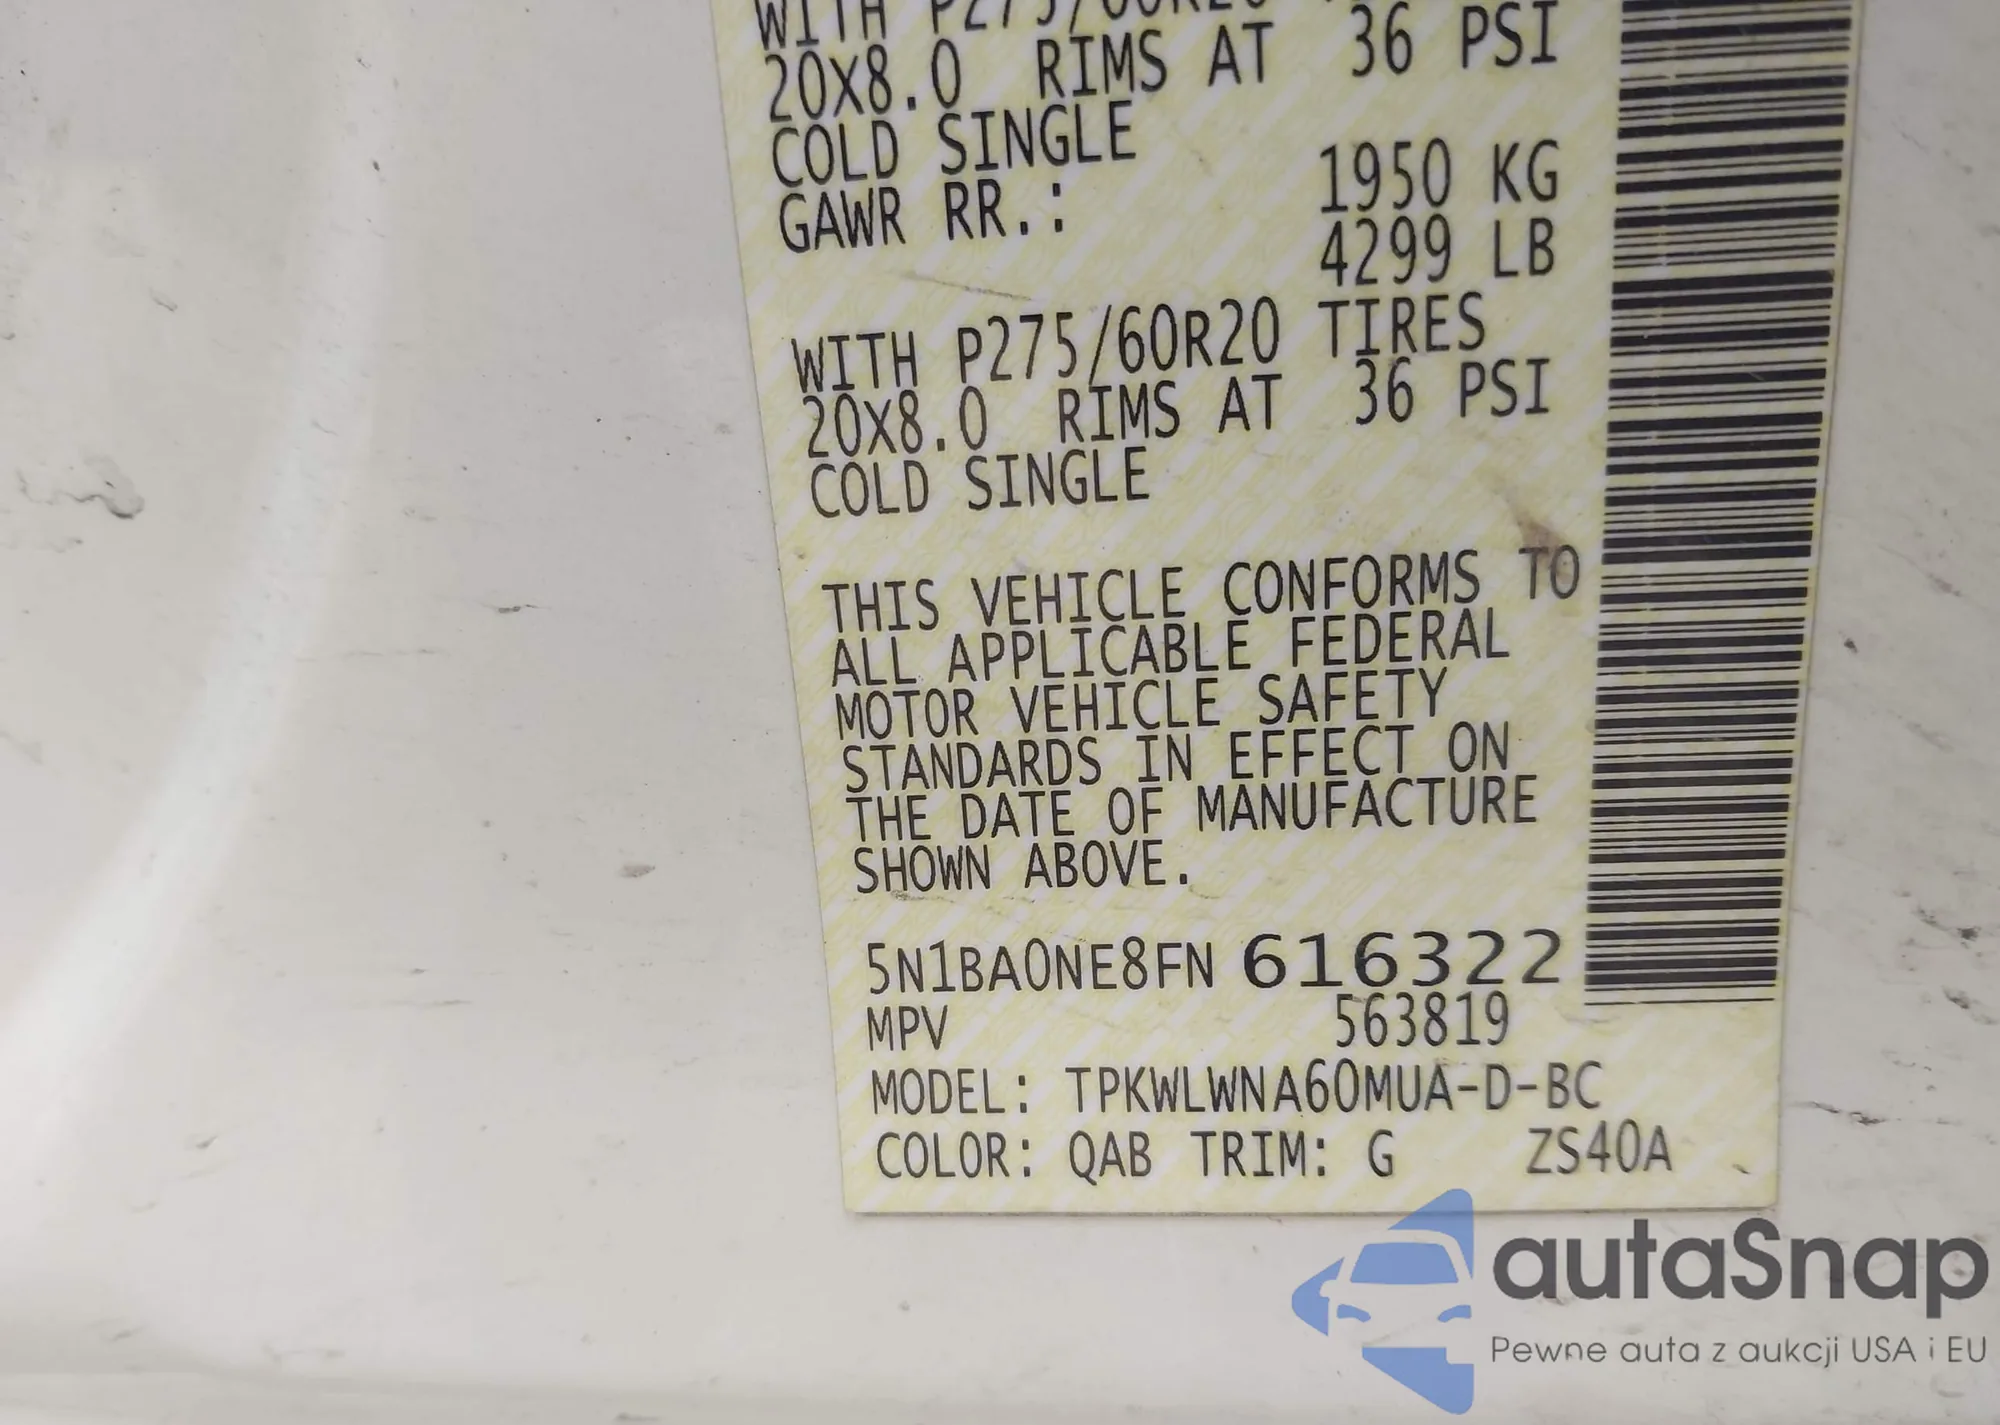 WITH P275/60R20
20X8.0 RIMS AT 36 PSI
COLD SINGLE
GAWR RR.: 1950 KG
4299 LB
WITH P275/60R20 TIRES
20X8.0 RIMS AT 36 PSI
COLD SINGLE
THIS VEHICLE CONFORMS TO
ALL APPLICABLE FEDERAL
MOTOR VEHICLE SAFETY
STANDARDS IN EFFECT ON
THE DATE OF MANUFACTURE
SHOWN ABOVE.
5N1BA0NE8FN 616322
MPV 563819
MODEL: TPKWLWNA60MUA-D-BC
COLOR: QAB TRIM: G ZS40A
autaSnap
Pewne auta z aukcji USA i EU